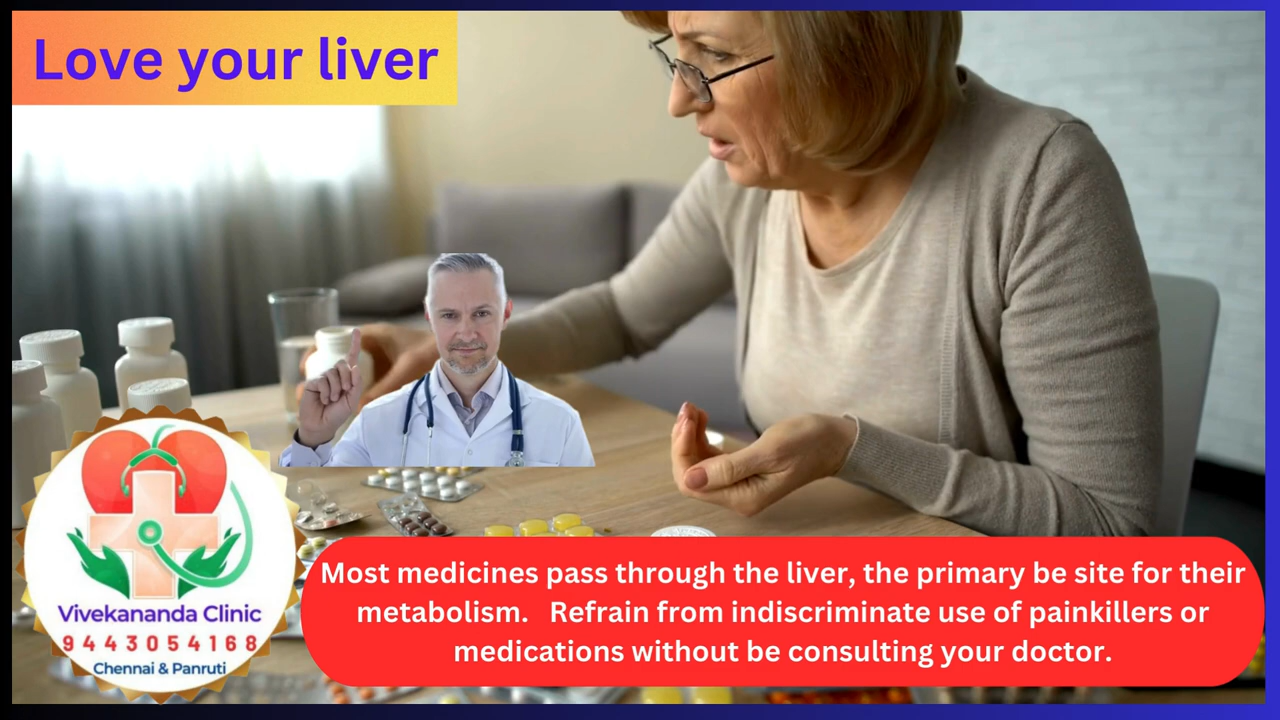 Love your liver
Most medicines pass through the liver, the primary be site for their
metabolism. Refrain from indiscriminate use of painkillers or
medications without be consulting your doctor.
Vivekananda Clinic
9443054168
Chennai & Panruti